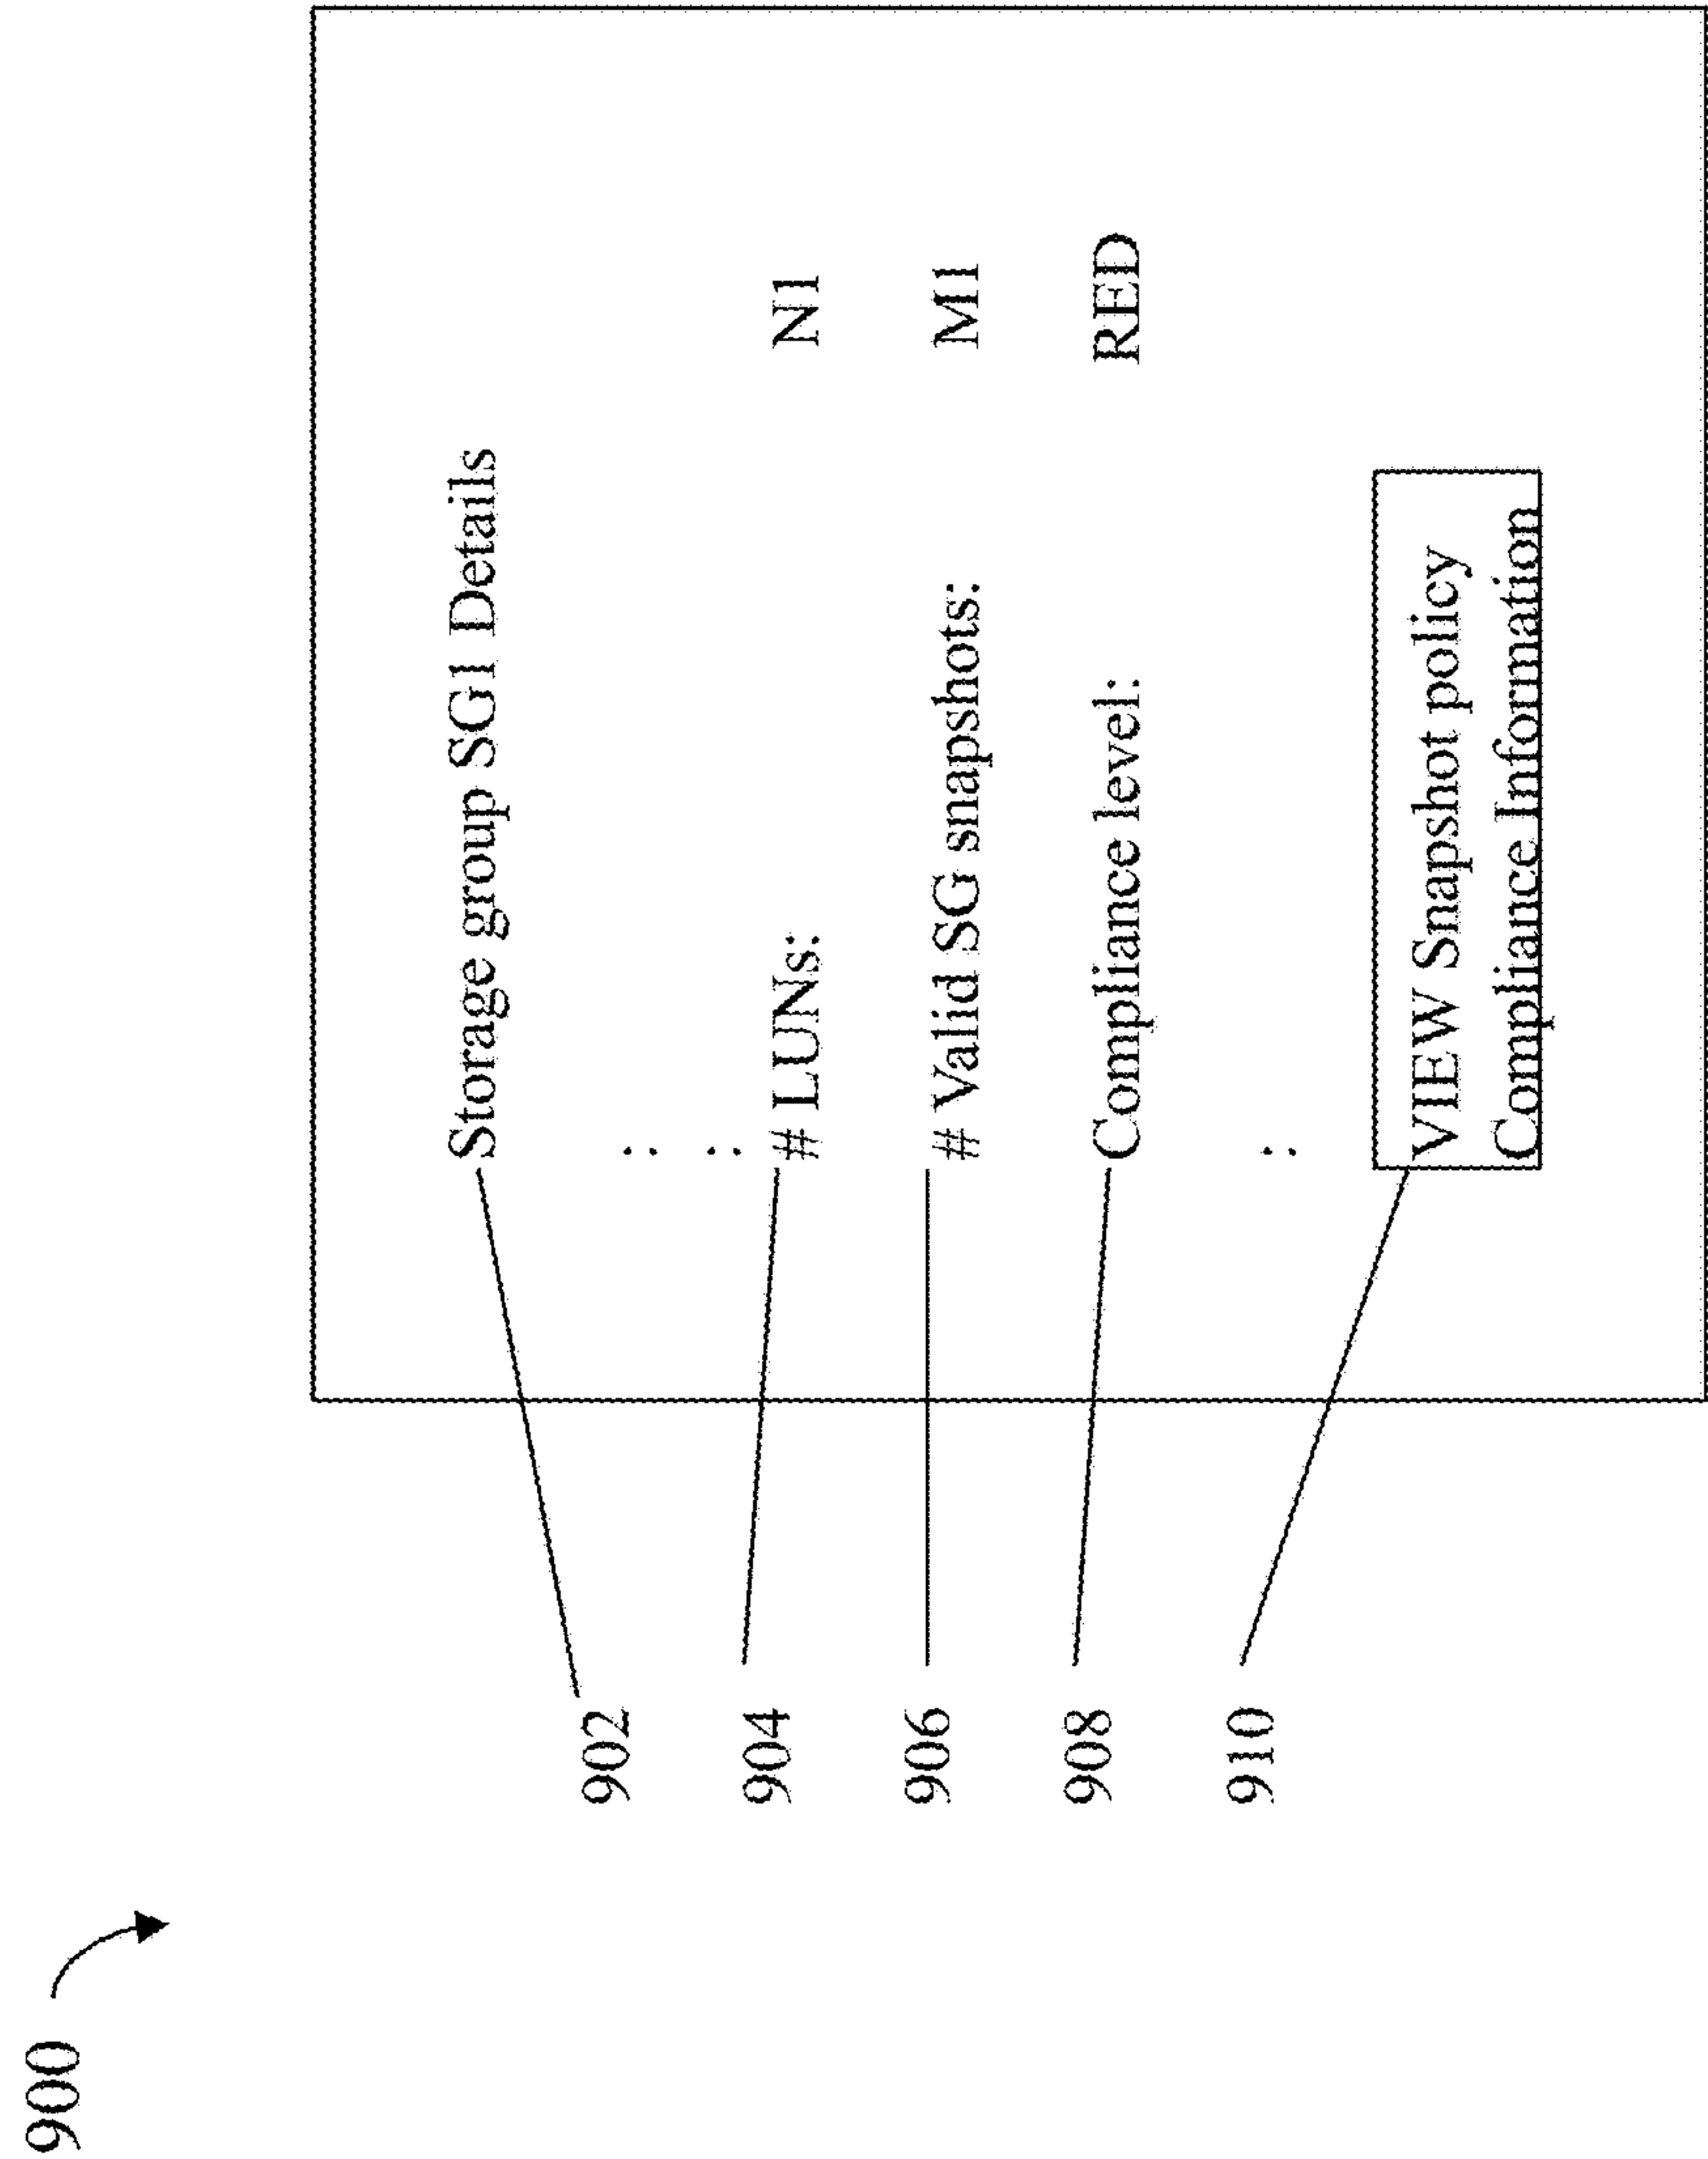 900
902
904
906
908
910
Storage group SG1 Details
:
:
# LUNs: N1
# Valid SG snapshots: M1
Compliance level: RED
:
VIEW Snapshot policy
Compliance Information